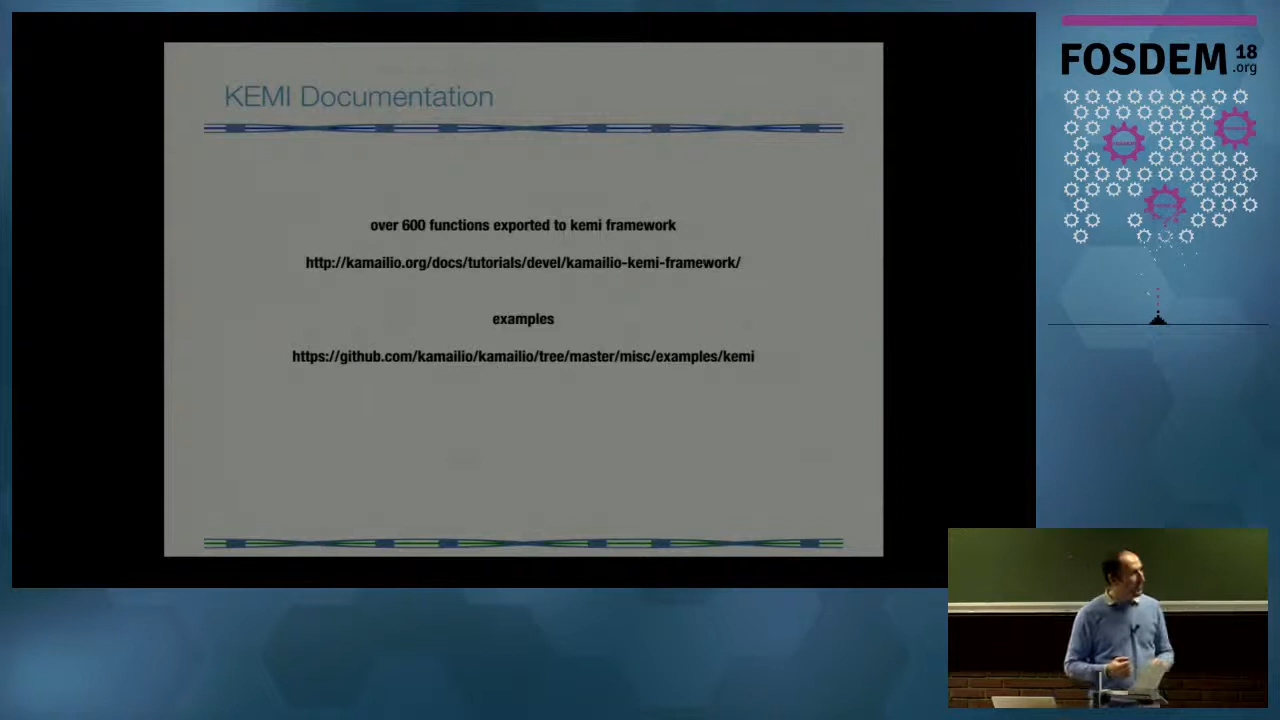 KEMI Documentation
over 600 functions exported to kemi framework
http://kamailio.org/docs/tutorials/devel/kamailio-kemi-framework/
examples
https://github.com/kamailio/kamailio/tree/master/misc/examples/kemi
FOSDEM 18
.org